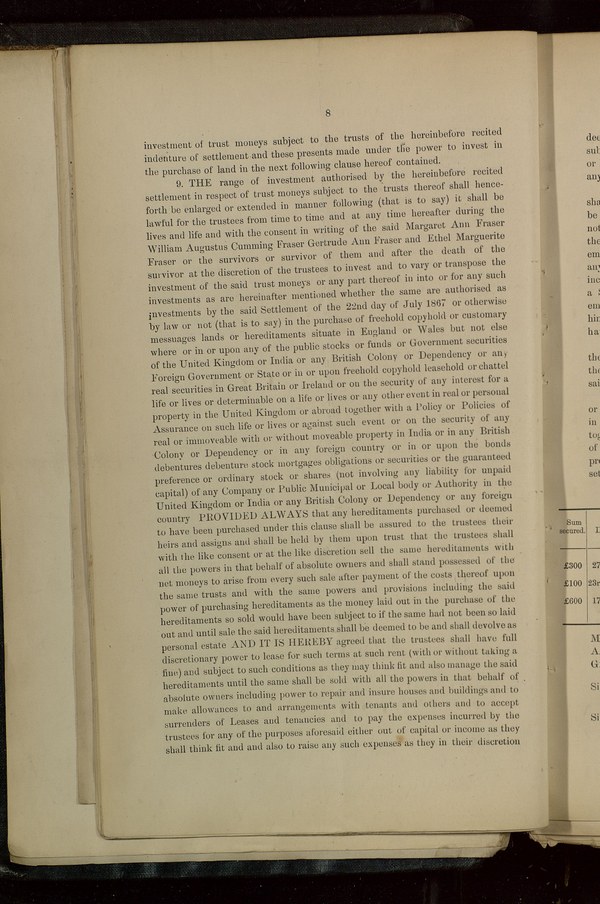 8
investment of trust moneys subject to the trusts of the hereinbefore recited
indenture of settlement and these presents made under the power to invest in
the purchase of land in the next following clause hereof contained.
9. THE range of investment authorised by the hereinbefore recited
settlement in respect of trust moneys subject to the trusts thereof shall hence-
forth be enlarged or extended in manner following (that is to say) it shall be
lawful for the trustees from time to time and at any time hereafter during the
lives and life and with the consent in writing of the said Margaret Ann Fraser
William Augustus Cumming Fraser Gertrude Ann Fraser and Ethel Marguerite
Fraser or the survivors or survivor of them and after the death of the
survivor at the discretion of the trustees to invest and to vary or transpose the
investment of the said trust moneys or any part thereof in into or for any such
investments as are hereinafter mentioned whether the same are authorised as
investments by the said Settlement of the 22nd day of July 1867 or otherwise
by law or not (that is to say) in the purchase of freehold copyhold or customary
messuages lands or hereditaments situate in England or Wales but not else
where or in or upon any of the public stocks or funds or Government securities
of the United Kingdom or India or any British Colony or Dependency or any
Foreign Government or State or in or upon freehold copyhold leasehold or chattel
real securities in Great Britain or Ireland or on the security of any interest for a
life or lives or determinable on a life or lives or any other event in real or personal
property in the United Kingdom or abroad together with a Policy or Policies of
Assurance on such life or lives or against such event or on the security of any
real or immoveable with or without moveable property in India or in any British
Colony or Dependency or in any foreign country or in or upon the bonds
debentures debenture stock mortgages obligations or securities or the guaranteed
preference or ordinary stock or shares (not involving any liability for unpaid
capital) of any Company or Public Municipal or Local body or Authority in the
United Kingdom or India or any British Colony or Dependency or any foreign
country PROVIDED ALWAYS that any hereditaments purchased or deemed
to have been purchased under this clause shall be assured to the trustees their
heirs and assigns and shall be held by them upon trust that the trustees shall
with the like consent or at the like discretion sell the same hereditaments with
all the powers in that behalf of absolute owners and shall stand possessed of the
net moneys to arise from every such sale after payment of the costs thereof upon
the same trusts and with the same powers and provisions including the said
power of purchasing hereditaments as the money laid out in the purchase of the
hereditaments so sold would have been subject to if the same had not been so laid
out and until sale the said hereditaments shall be deemed to be and shall devolve as
personal estate AND IT IS HEREBY agreed that the trustees shall have full
discretionary power to lease for such terms at such rent (with or without taking a
fine) and subject to such conditions as they may think fit and also manage the said
hereditaments until the same shall be sold with all the powers in that behalf of
absolute owners including power to repair and insure houses and buildings and to
make allowances to and arrangements with tenants and others and to accept
surrenders of Leases and tenancies and to pay the expenses incurred by the
trustees for any of the purposes aforesaid either out of capital or income as they
shall think fit and and also to raise any such expenses as they in their discretion
or
be
not
or
in
of
Sum
secured.
£300 27
£100
£600 17
M
A
G
Si
Si